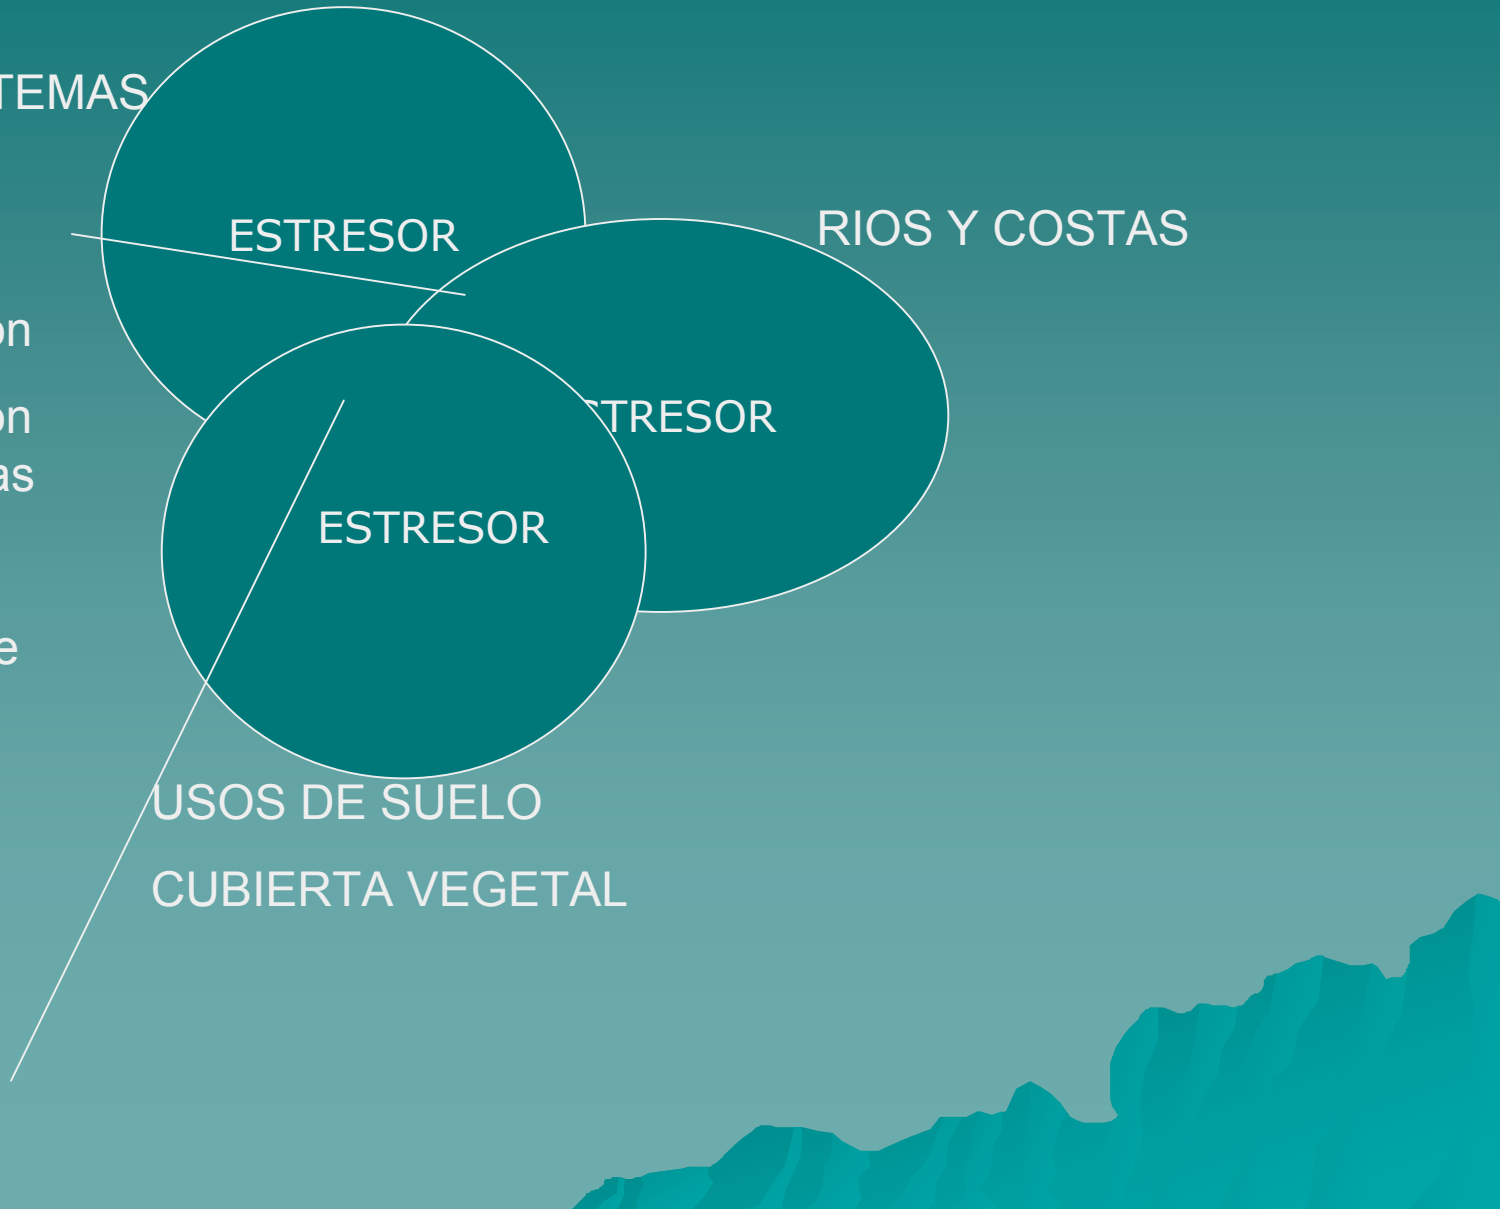 TEMAS
ESTRESOR
RIOS Y COSTAS
on
on
TRESOR
as
ESTRESOR
e
USOS DE SUELO
CUBIERTA VEGETAL